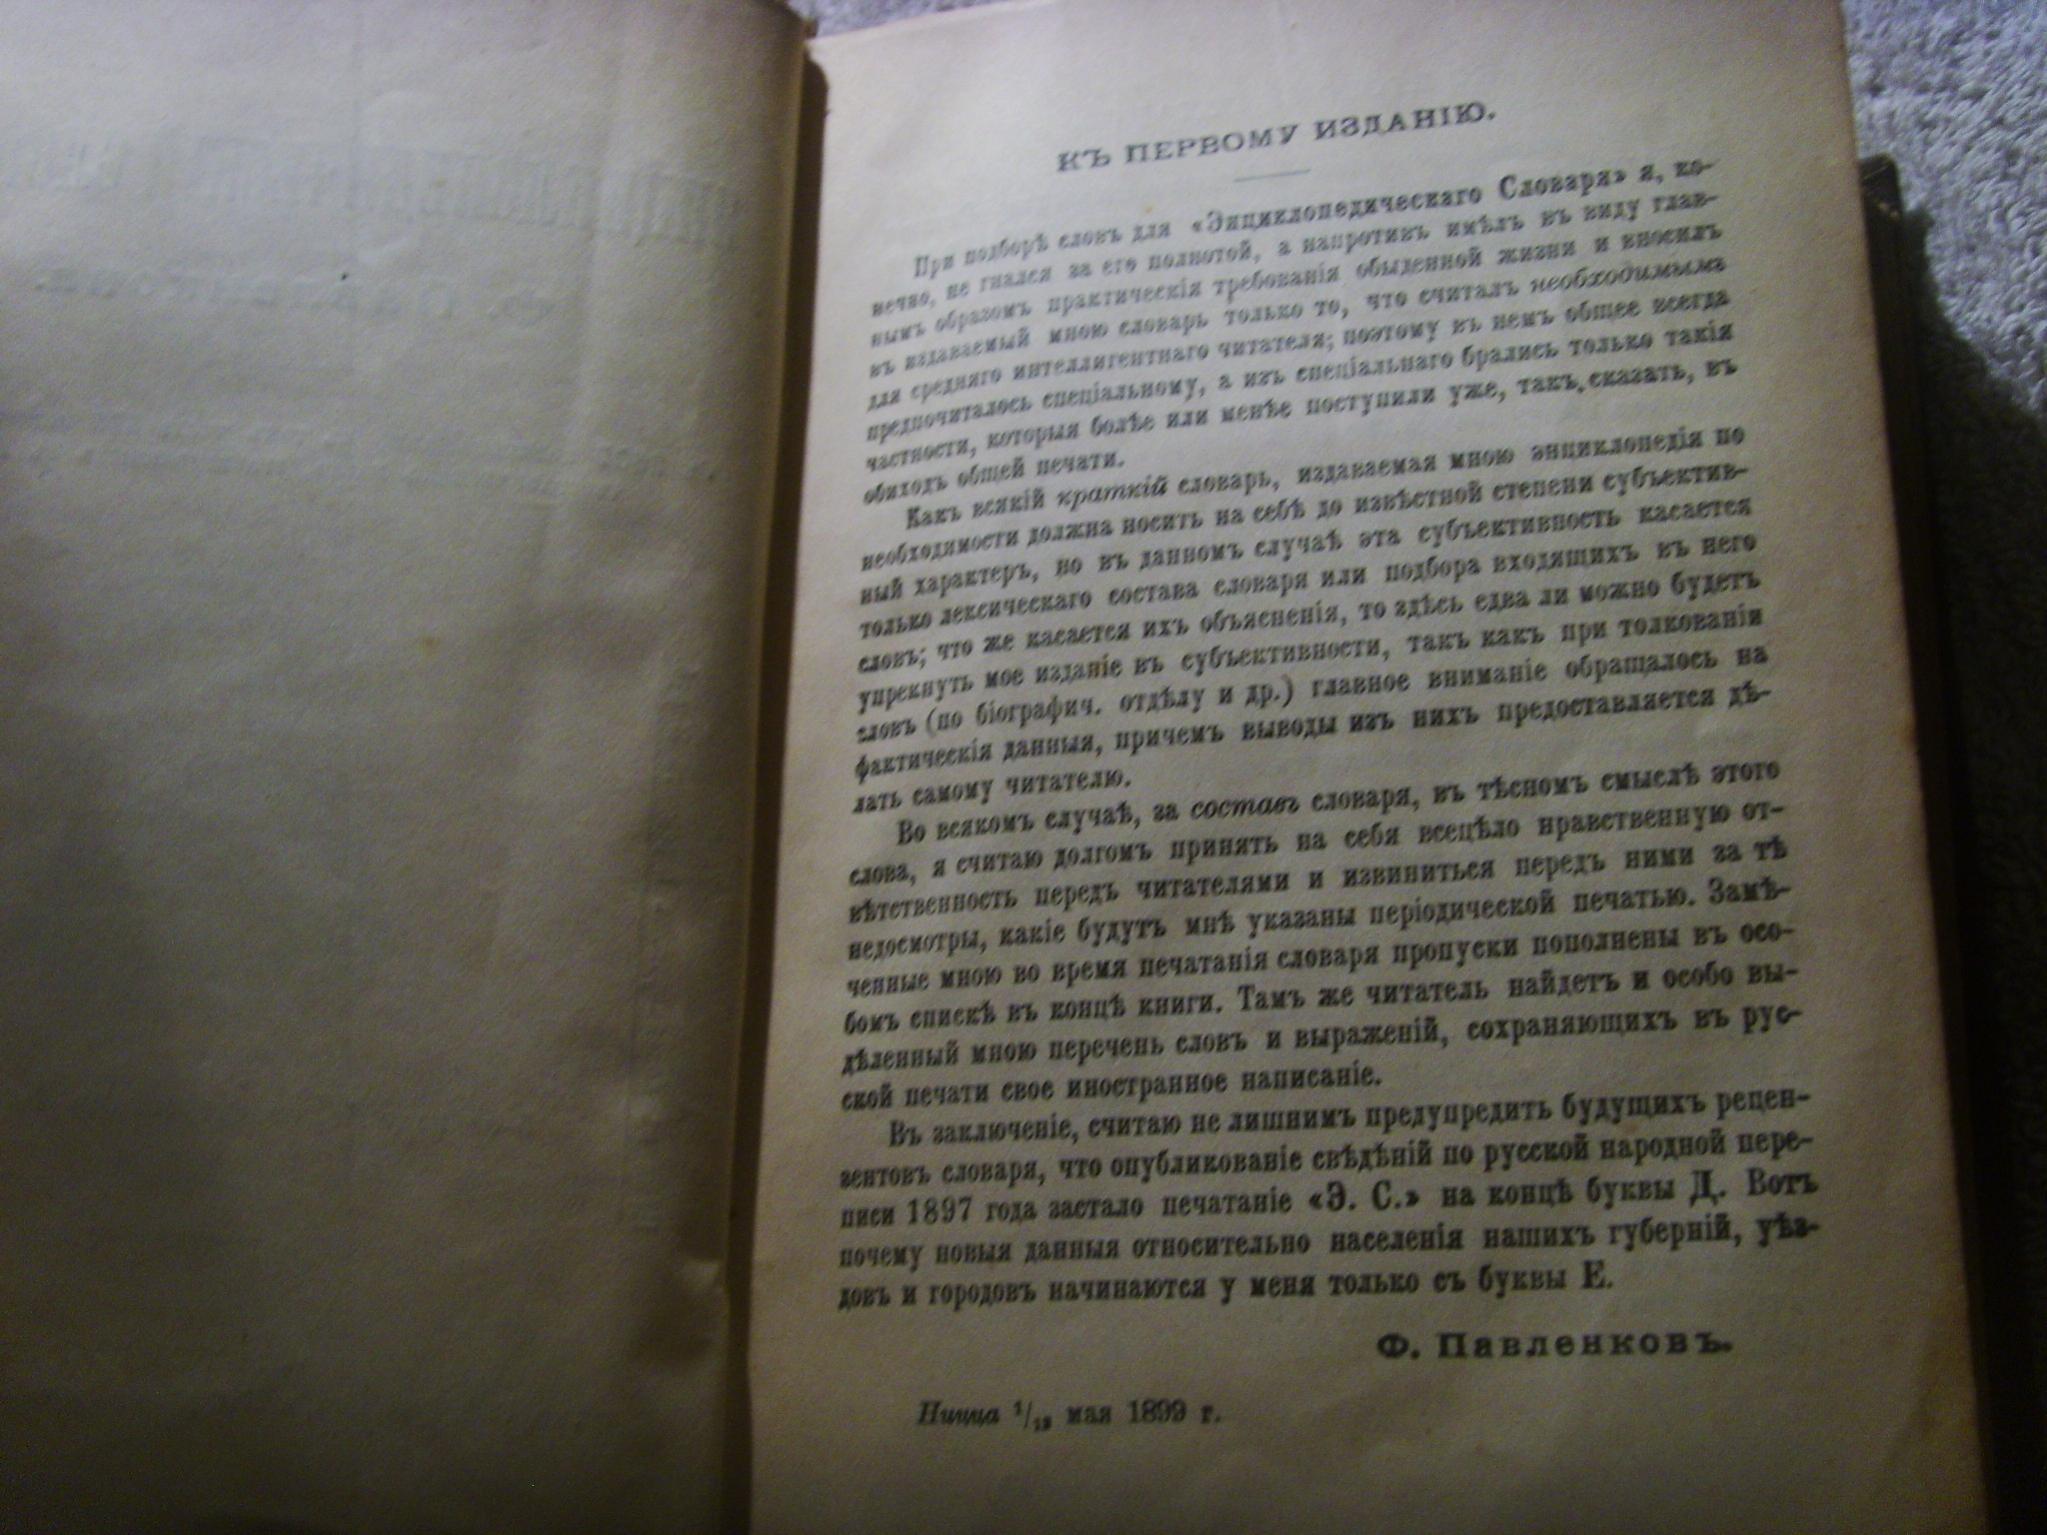 КЪ ПЕРВОМУ ИЗДАНІЮ.
При подборѣ словъ для «Энциклопедическаго Словаря» я, ко-
нечно, не гнался за его полнотой, а напротивъ имѣлъ въ виду глав-
нымъ образомъ практическія требованія обыденной жизни и вносилъ
въ издаваемый мною словарь только то, что считалъ необходимымъ
для средняго интеллигентнаго читателя; поэтому въ немъ общее всегда
предпочиталось спеціальному, а изъ спеціальнаго брались только такія
частности, которыя болѣе или менѣе поступили уже, такъ сказать, въ
обиходъ общей печати.
Какъ всякій краткій словарь, издаваемая мною энциклопедія по
необходимости должна носить на себѣ до извѣстной степени субъектив-
ный характеръ, но въ данномъ случаѣ эта субъективность касается
только лексическаго состава словаря или подбора входящихъ въ него
словъ; что же касается ихъ объясненія, то здѣсь едва ли можно будетъ
упрекнуть мое изданіе въ субъективности, такъ какъ при толкованіи
словъ (по біографич. отдѣлу и др.) главное вниманіе обращалось на
фактическія данныя, причемъ выводы изъ нихъ предоставляется дѣ-
лать самому читателю.
Во всякомъ случаѣ, за составъ словаря, въ тѣсномъ смыслѣ этого
слова, я считаю долгомъ принять на себя всецѣло нравственную от-
вѣтственность передъ читателями и извиниться передъ ними за тѣ
недосмотры, какіе будутъ мнѣ указаны періодической печатью. Замѣ-
ченные мною во время печатанія словаря пропуски пополнены въ осо-
бомъ спискѣ въ концѣ книги. Тамъ же читатель найдетъ и особо вы-
дѣленный мною перечень словъ и выраженій, сохраняющихъ въ рус-
ской печати свое иностранное написаніе.
Въ заключеніе, считаю не лишнимъ предупредить будущихъ рецен-
зентовъ словаря, что опубликованіе свѣдѣній по русской народной пере-
писи 1897 года застало печатаніе «Э. С.» на концѣ буквы Д. Вотъ
почему новыя данныя относительно населенія нашихъ губерній, уѣз-
довъ и городовъ начинаются у меня только съ буквы Е.
Ф. Павленковъ.
Ницца 1/13 мая 1899 г.